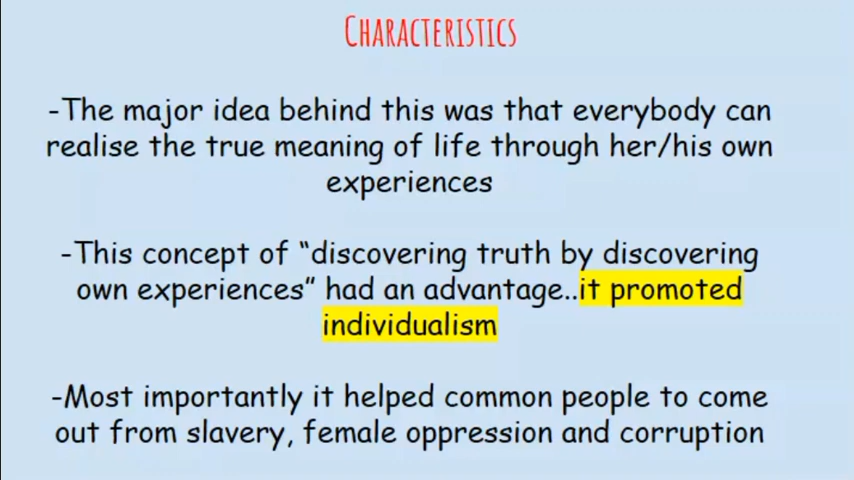 CHARACTERISTICS
-The major idea behind this was that everybody can
realise the true meaning of life through her/his own
experiences
-This concept of “discovering truth by discovering
own experiences” had an advantage..it promoted
individualism
-Most importantly it helped common people to come
out from slavery, female oppression and corruption